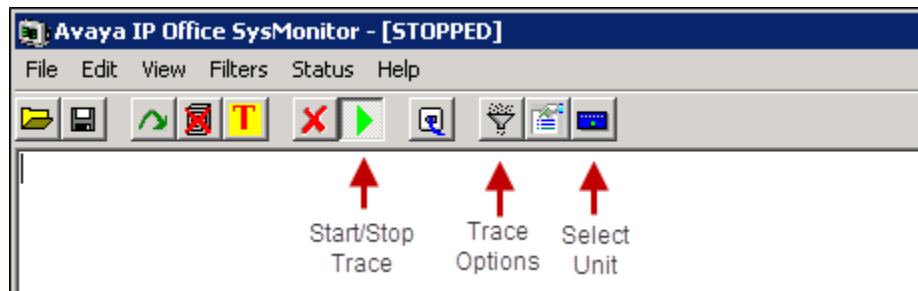 Avaya IP Office SysMonitor - [STOPPED]
File Edit View Filters Status Help
T
Start/Stop
Trace
Trace
Options
Select
Unit